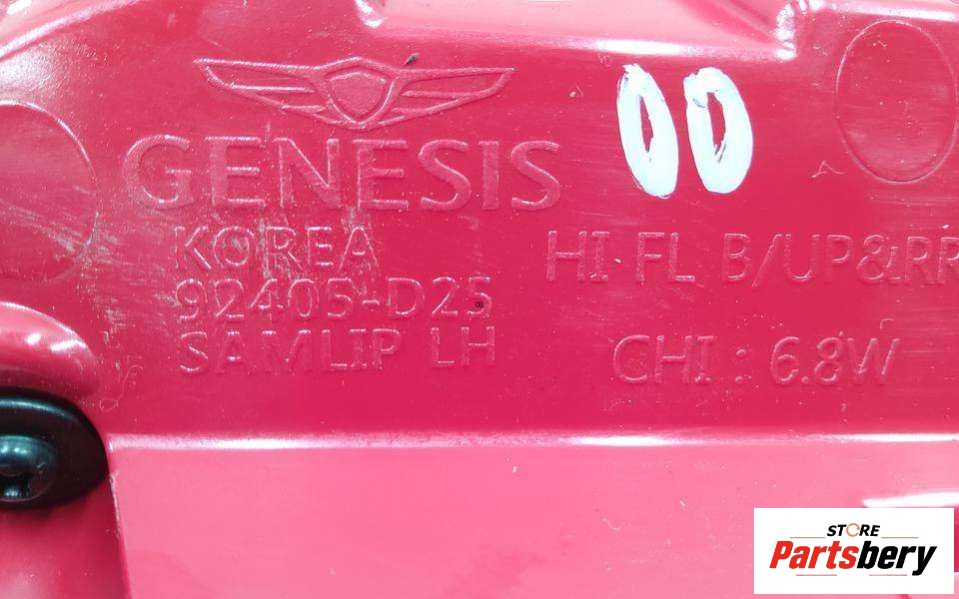 00
GENESIS
KOREA
92405-D25
SAMLIP LH
HI FL B/UP&RR
CHI : 6.8W
STORE
Partsbery